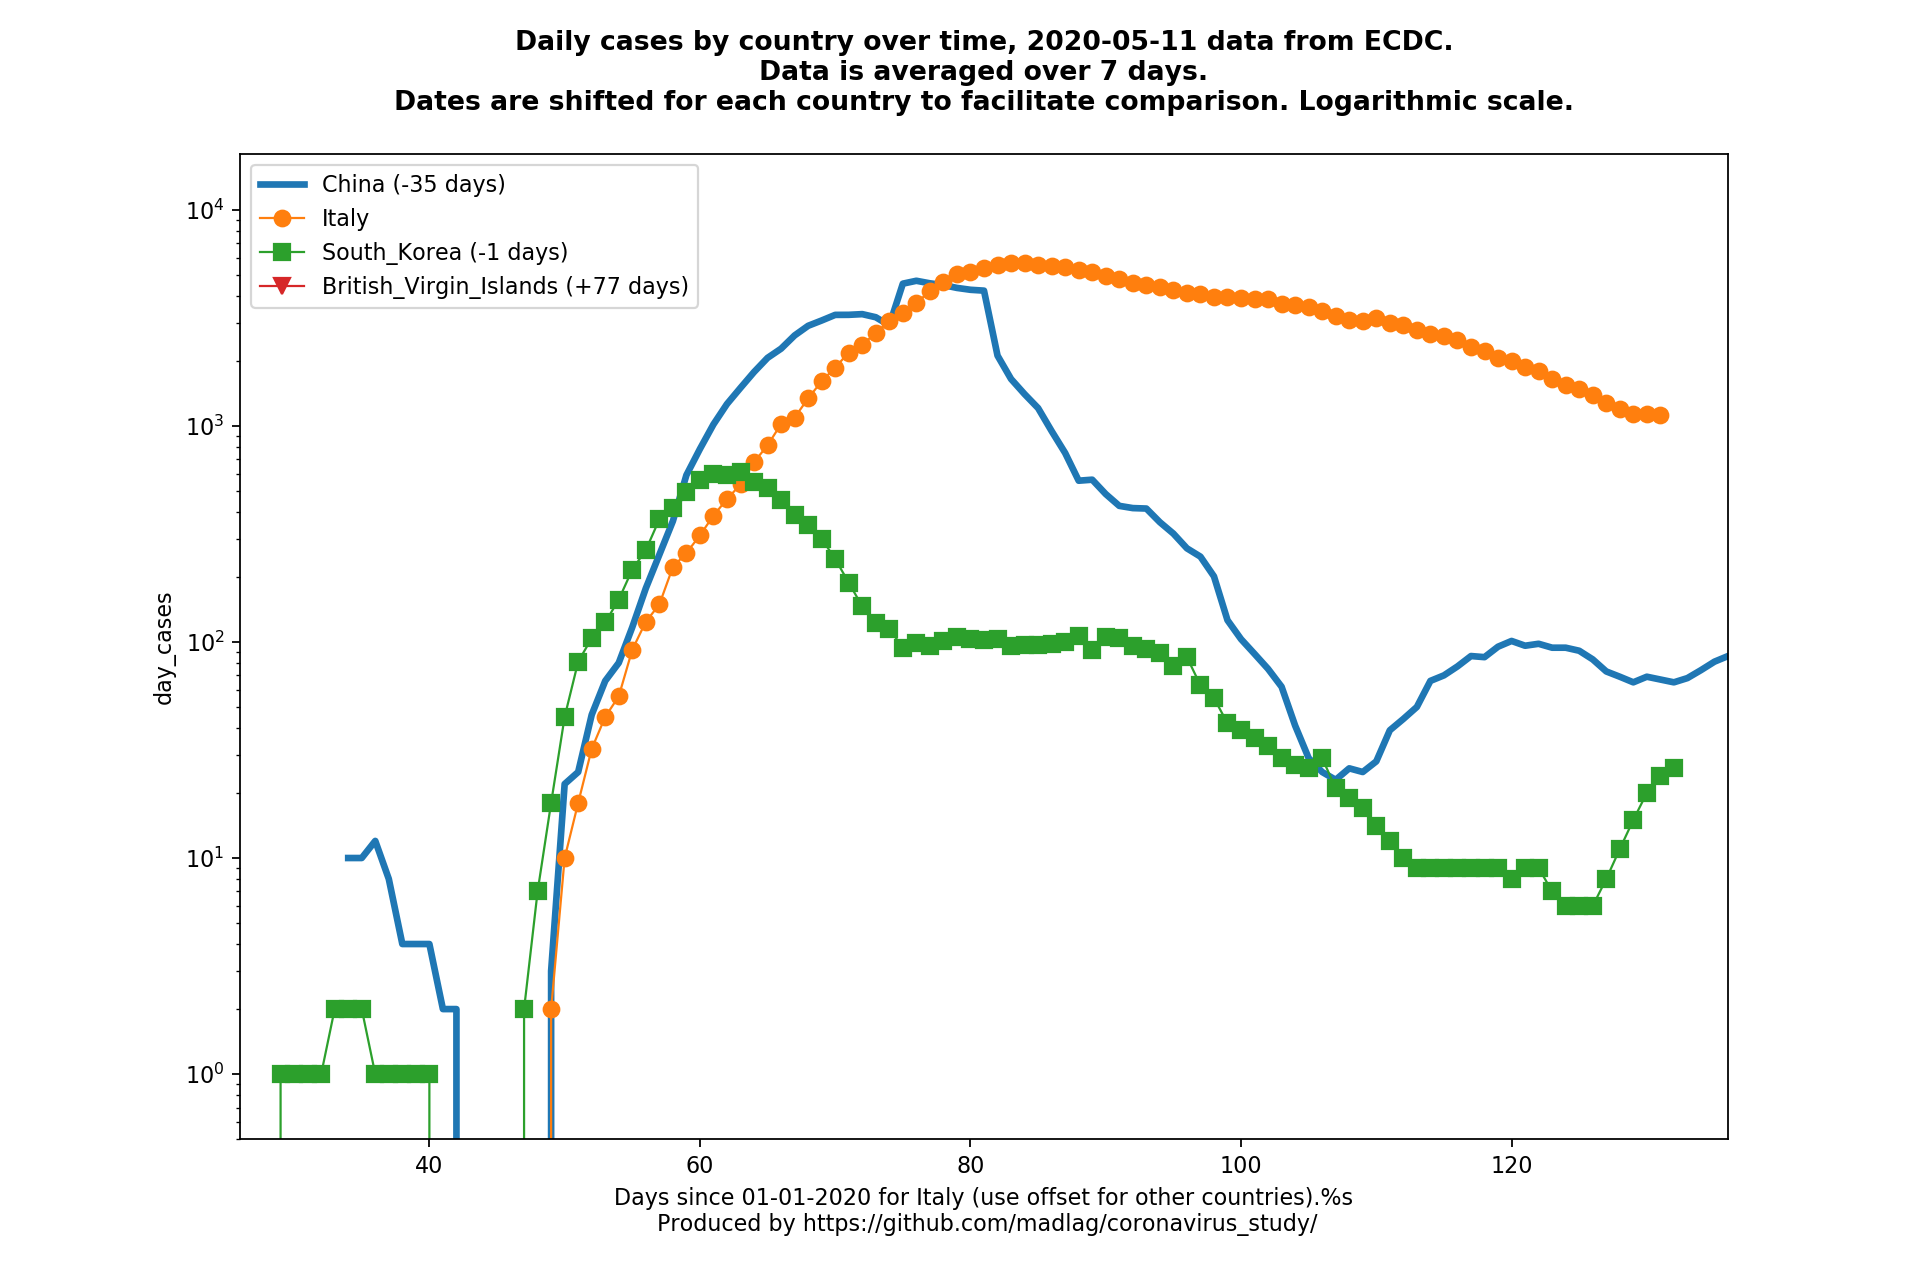 Daily cases by country over time, 2020-05-11 data from ECDC.
Data is averaged over 7 days.
Dates are shifted for each country to facilitate comparison. Logarithmic scale.
China (-35 days)
Italy
South_Korea (-1 days)
British_Virgin_Islands (+77 days)
day_cases
10⁴
10³
10²
10¹
10⁰
40 60 80 100 120
Days since 01-01-2020 for Italy (use offset for other countries).%s
Produced by https://github.com/madlag/coronavirus_study/